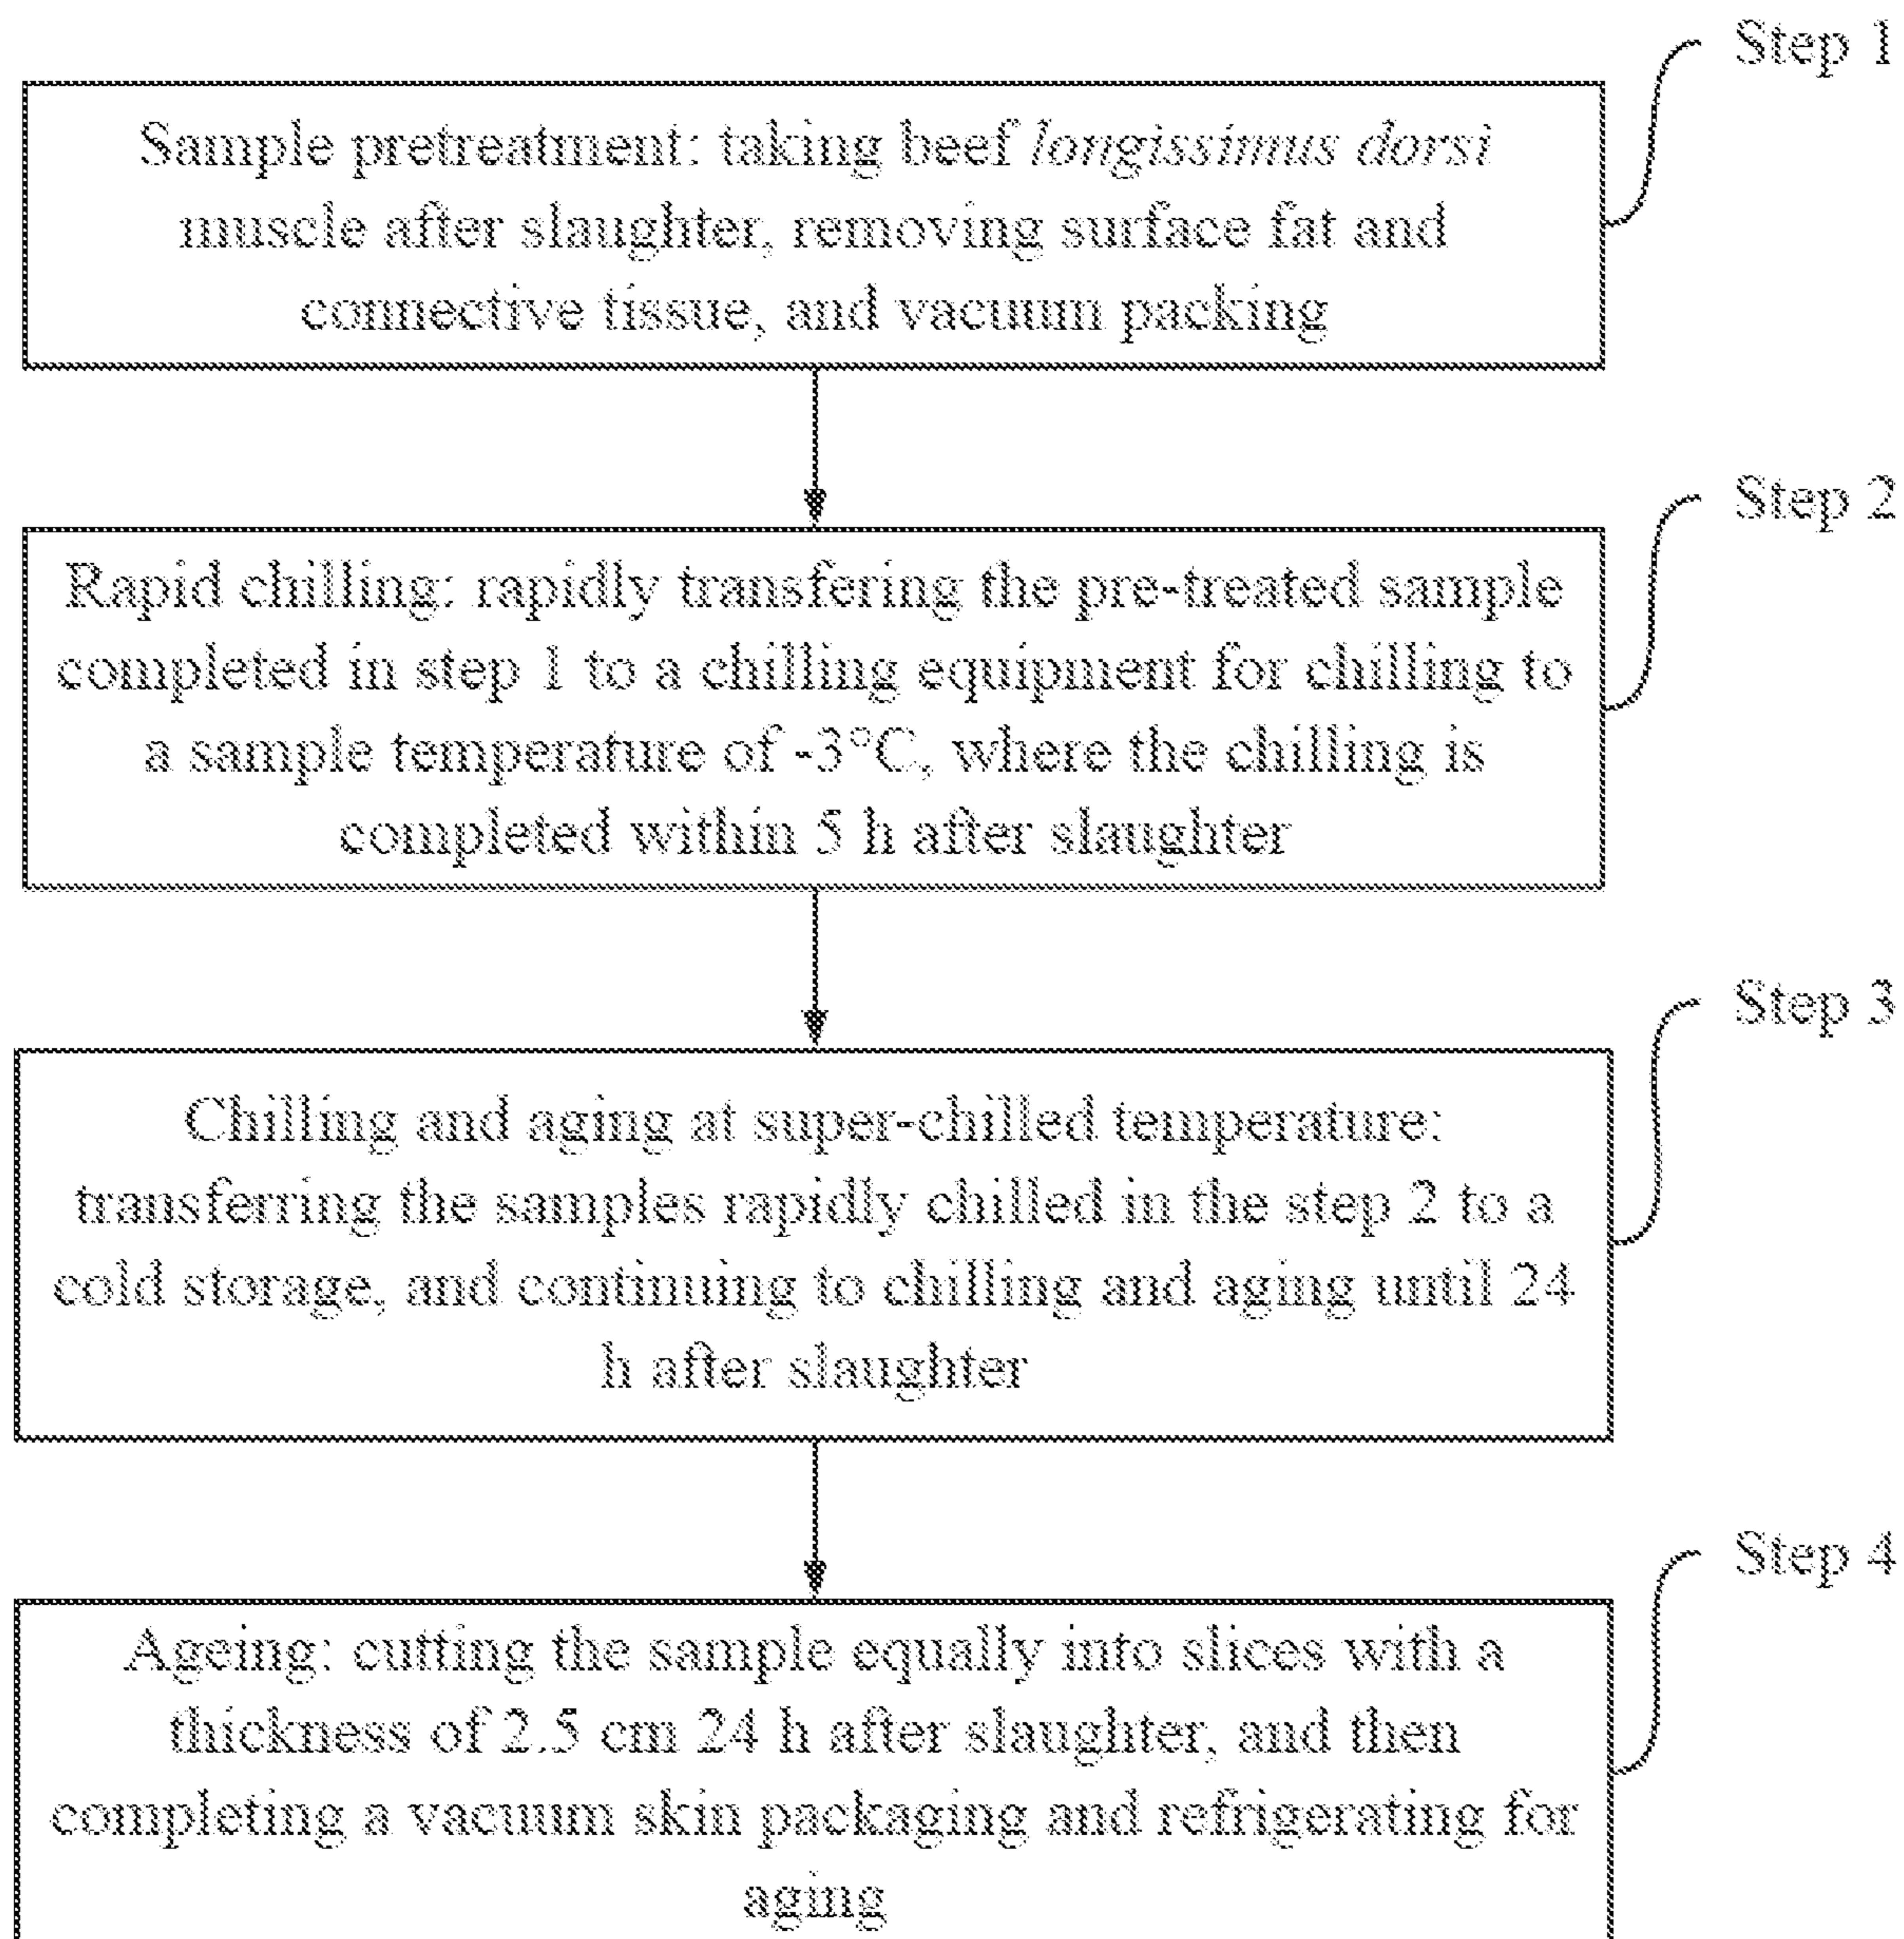 Step 1
Sample pretreatment: taking beef longissimus dorsi
muscle after slaughter, removing surface fat and
connective tissue, and vacuum packing
Step 2
Rapid chilling: rapidly transfering the pre-treated sample
completed in step 1 to a chilling equipment for chilling to
a sample temperature of -3°C, where the chilling is
completed within 5 h after slaughter
Step 3
Chilling and aging at super-chilled temperature:
transferring the samples rapidly chilled in the step 2 to a
cold storage, and continuing to chilling and aging until 24
h after slaughter
Step 4
Ageing: cutting the sample equally into slices with a
thickness of 2.5 cm 24 h after slaughter, and then
completing a vacuum skin packaging and refrigerating for
aging